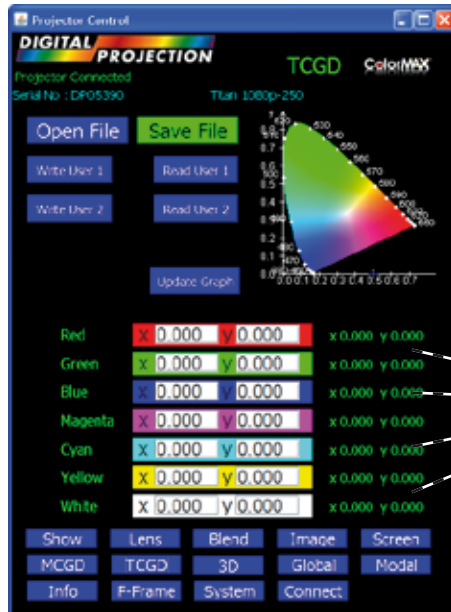 Projector Control
DIGITAL PROJECTION
TCGD ColorMAX
Projector Connected
Serial No : DP05390 Titan 1080p-250
Open File Save File
Write User 1 Read User 1
Write User 2 Read User 2
Update Graph
Red x 0.000 y 0.000 x 0.000 y 0.000
Green x 0.000 y 0.000 x 0.000 y 0.000
Blue x 0.000 y 0.000 x 0.000 y 0.000
Magenta x 0.000 y 0.000 x 0.000 y 0.000
Cyan x 0.000 y 0.000 x 0.000 y 0.000
Yellow x 0.000 y 0.000 x 0.000 y 0.000
White x 0.000 y 0.000 x 0.000 y 0.000
Show Lens Blend Image Screen
MCGD TCGD 3D Global Modal
Info F-Frame System Connect